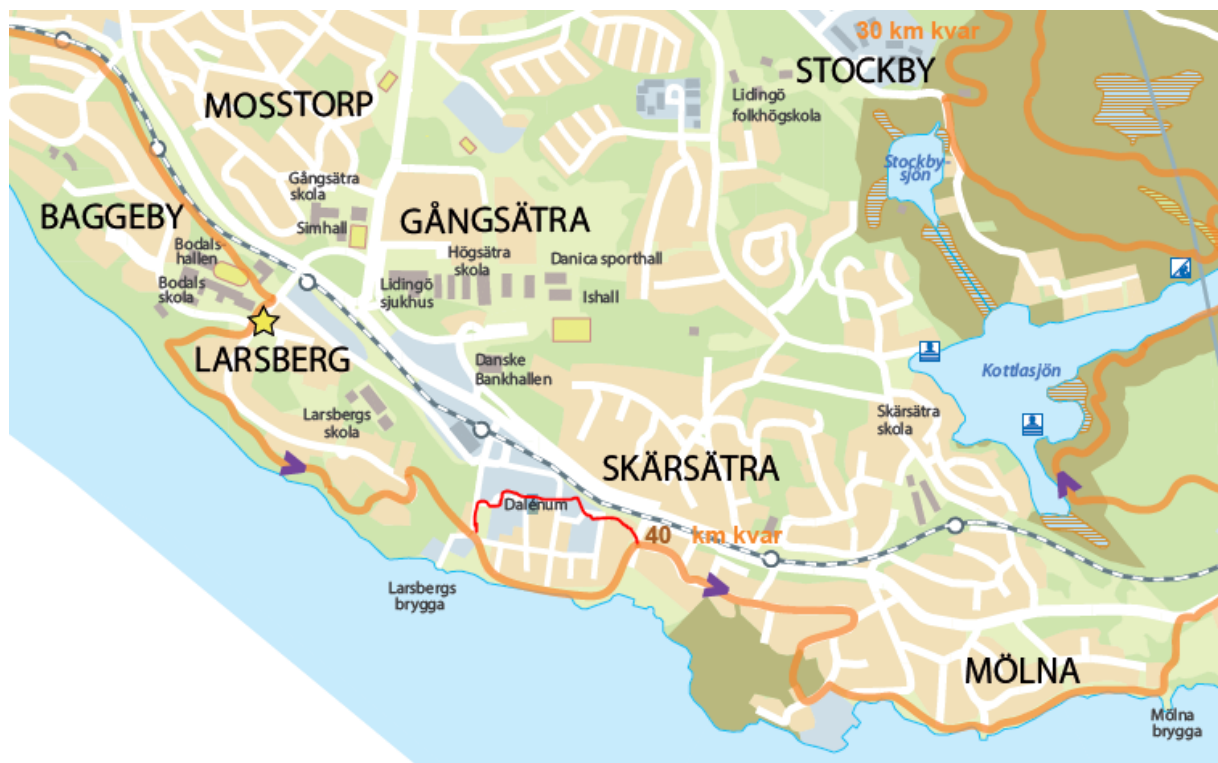 30 km kvar
STOCKBY
MOSSTORP
Lidingö
folkhögskola
Stockby-
sjön
Gångsätra
skola
BAGGEBY
GÅNGSÄTRA
Simhall
Bodals-
hallen
Högsätra
skola
Danica sporthall
Bodals
skola
Lidingö
sjukhus
Ishall
LARSBERG
Danske
Bankhallen
Kottlasjön
Larsbergs
skola
Skärsätra
skola
SKÄRSÄTRA
Dalénum
40 km kvar
Larsbergs
brygga
MÖLNA
Mölna
brygga